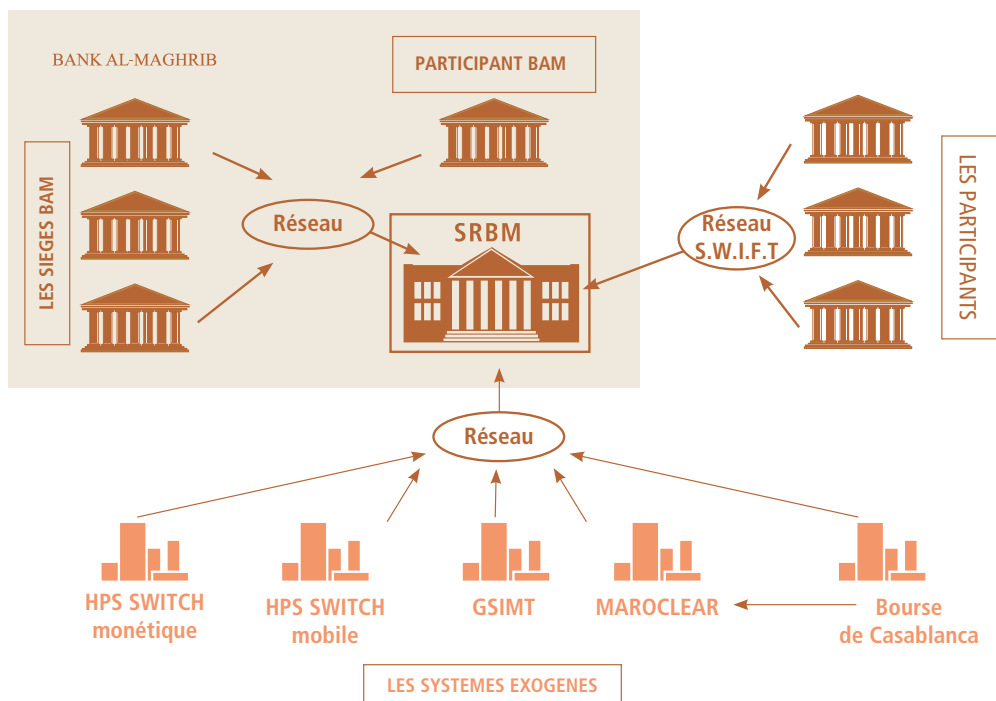 BANK AL-MAGHRIB
PARTICIPANT BAM
LES SIEGES BAM
Réseau
SRBM
Réseau
S.W.I.F.T
LES PARTICIPANTS
Réseau
HPS SWITCH
monétique
HPS SWITCH
mobile
GSIMT
MAROCLEAR
Bourse
de Casablanca
LES SYSTEMES EXOGENES